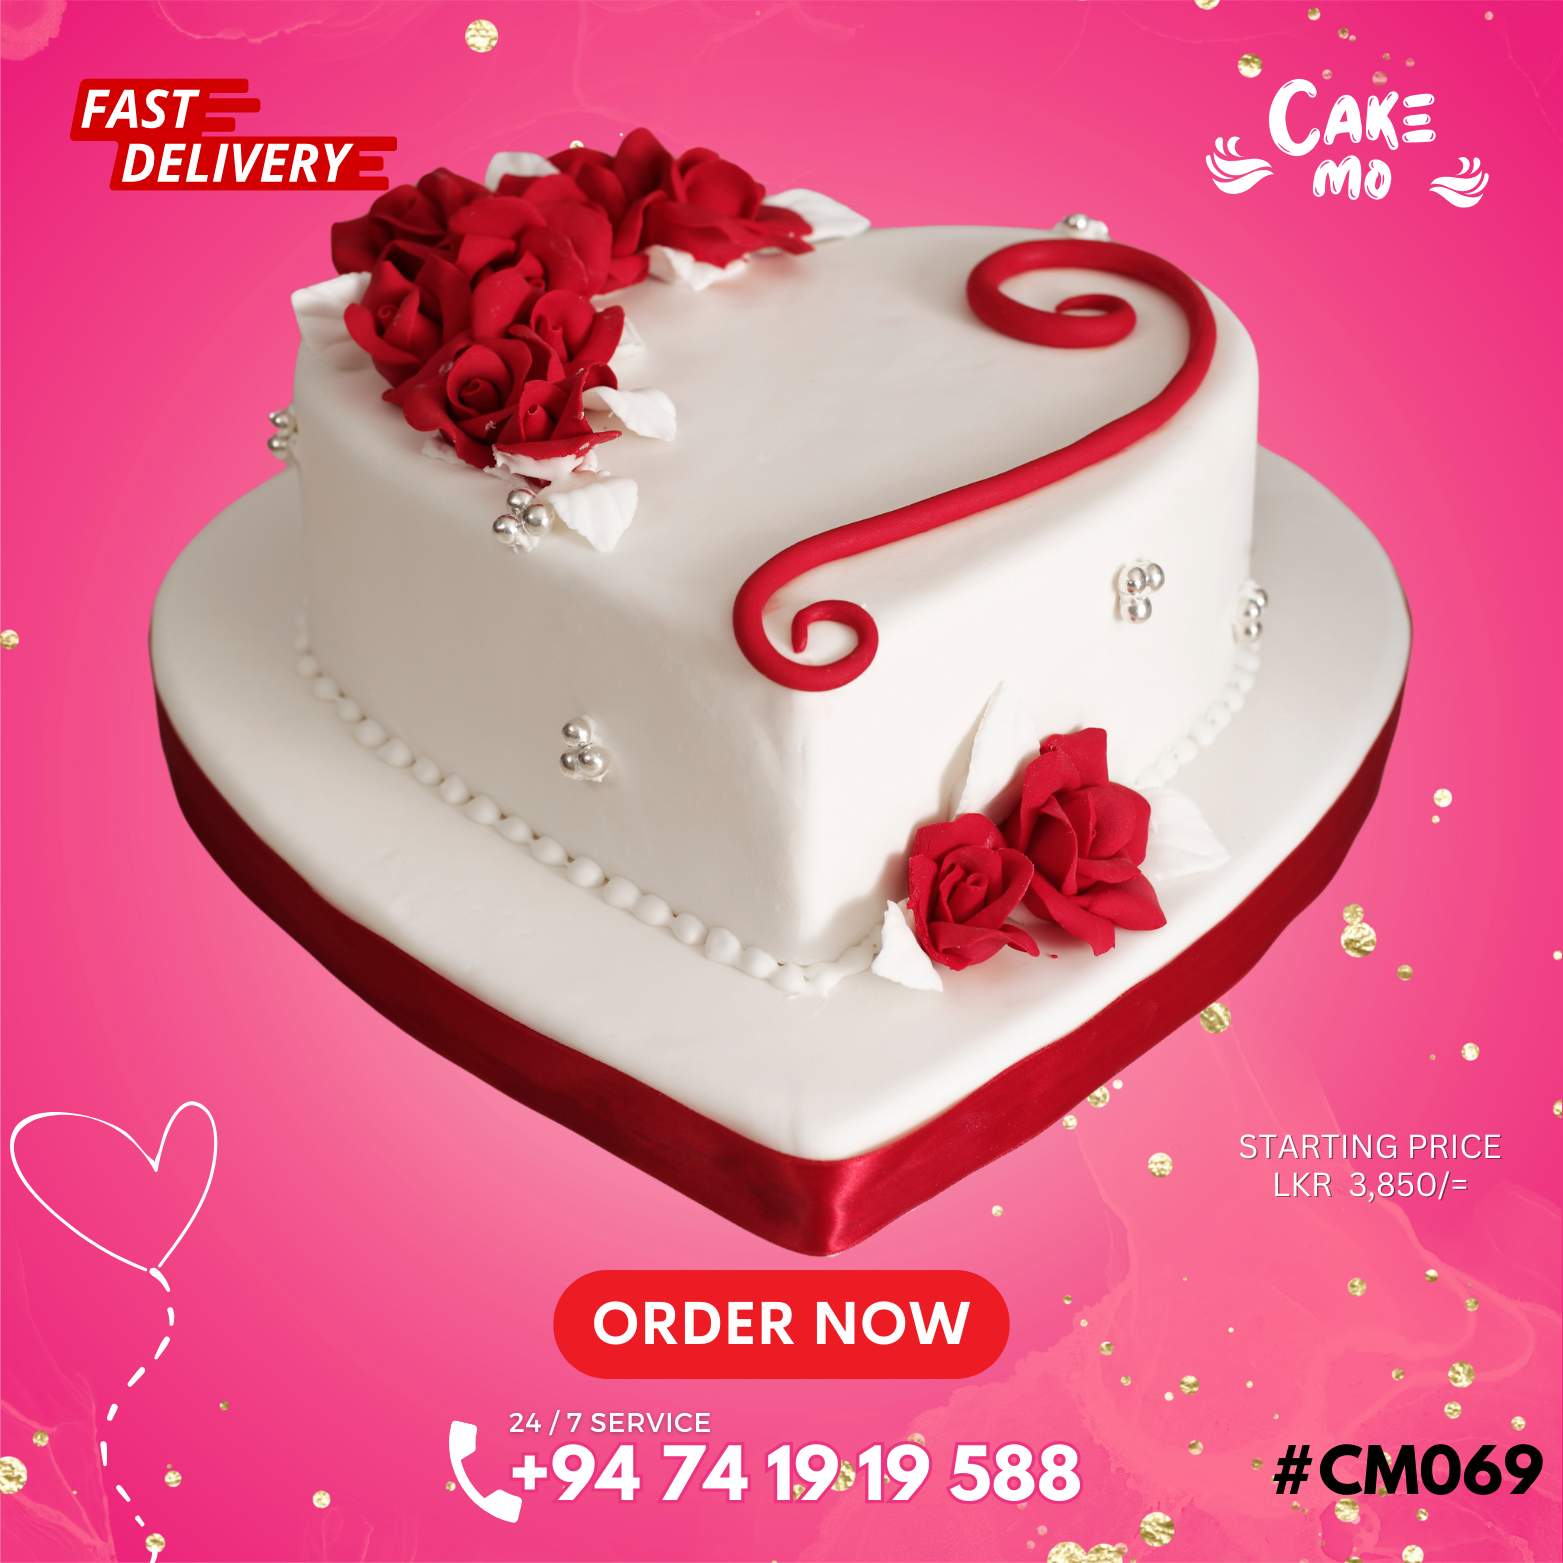 FAST
DELIVERY
CAKE
MO
STARTING PRICE
LKR 3,850/=
ORDER NOW
24 / 7 SERVICE
+94 74 19 19 588
#CM069